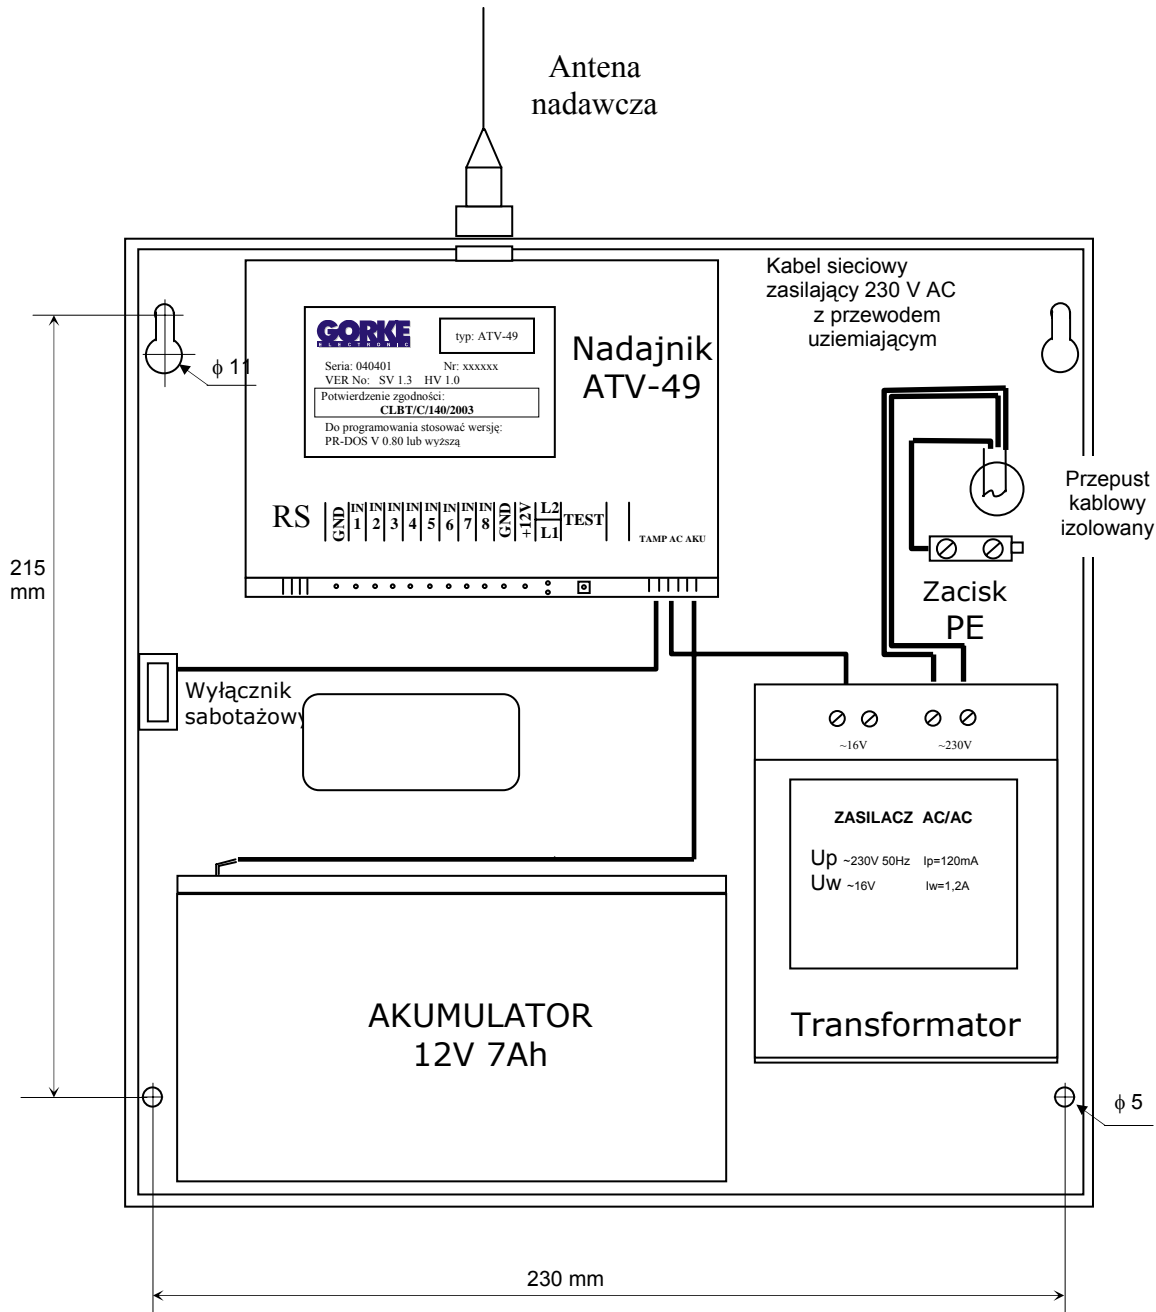 Antena
nadawcza
Kabel sieciowy
zasilający 230 V AC
z przewodem
uziemiającym
GORKE
ELECTRONIC
typ: ATV-49
Seria: 040401 Nr: xxxxxx
VER No: SV 1.3 HV 1.0
Potwierdzenie zgodności:
CLBT/C/140/2003
Do programowania stosować wersję:
PR-DOS V 0.80 lub wyższą
Nadajnik
ATV-49
ϕ 11
Przepust
kablowy
izolowany
RS
GND
IN 1
IN 2
IN 3
IN 4
IN 5
IN 6
IN 7
IN 8
GND
+12V
L2
L1
TEST
TAMP AC AKU
215
mm
Zacisk
PE
Wyłącznik
sabotażowy
~16V
~230V
ZASILACZ AC/AC
Up ~230V 50Hz Ip=120mA
Uw ~16V Iw=1,2A
Transformator
AKUMULATOR
12V 7Ah
ϕ 5
230 mm